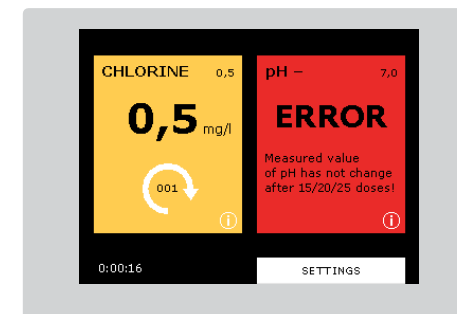 CHLORINE 0,5
0,5 mg/l
001
pH – 7,0
ERROR
Measured value
of pH has not change
after 15/20/25 doses!
0:00:16
SETTINGS